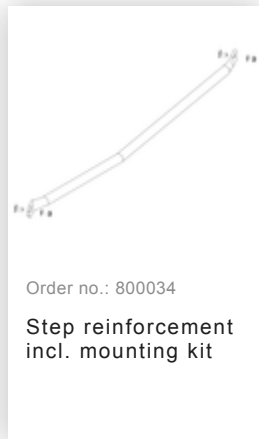 Order no.: 800034
Step reinforcement
incl. mounting kit